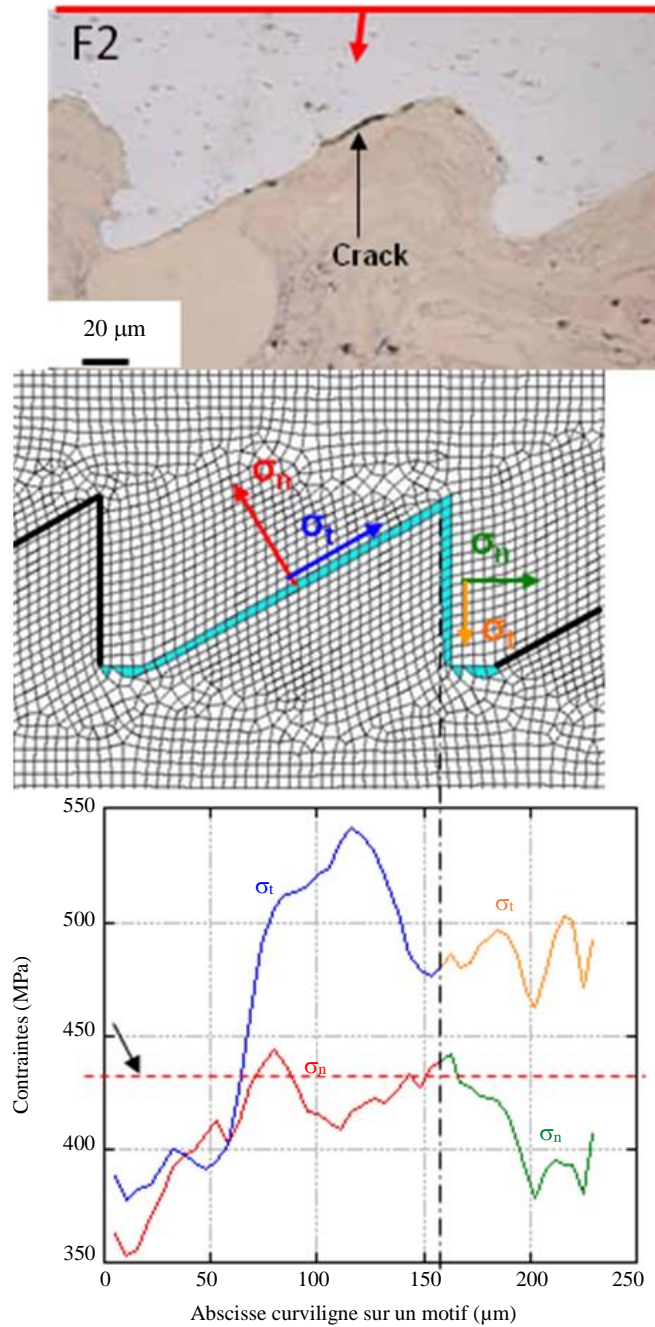 F2
Crack
20 µm
σn
σt
σn
σt
550
500
450
400
350
σt
σt
σn
σn
Contraintes (MPa)
0
50
100
150
200
250
Abscisse curviligne sur un motif (µm)